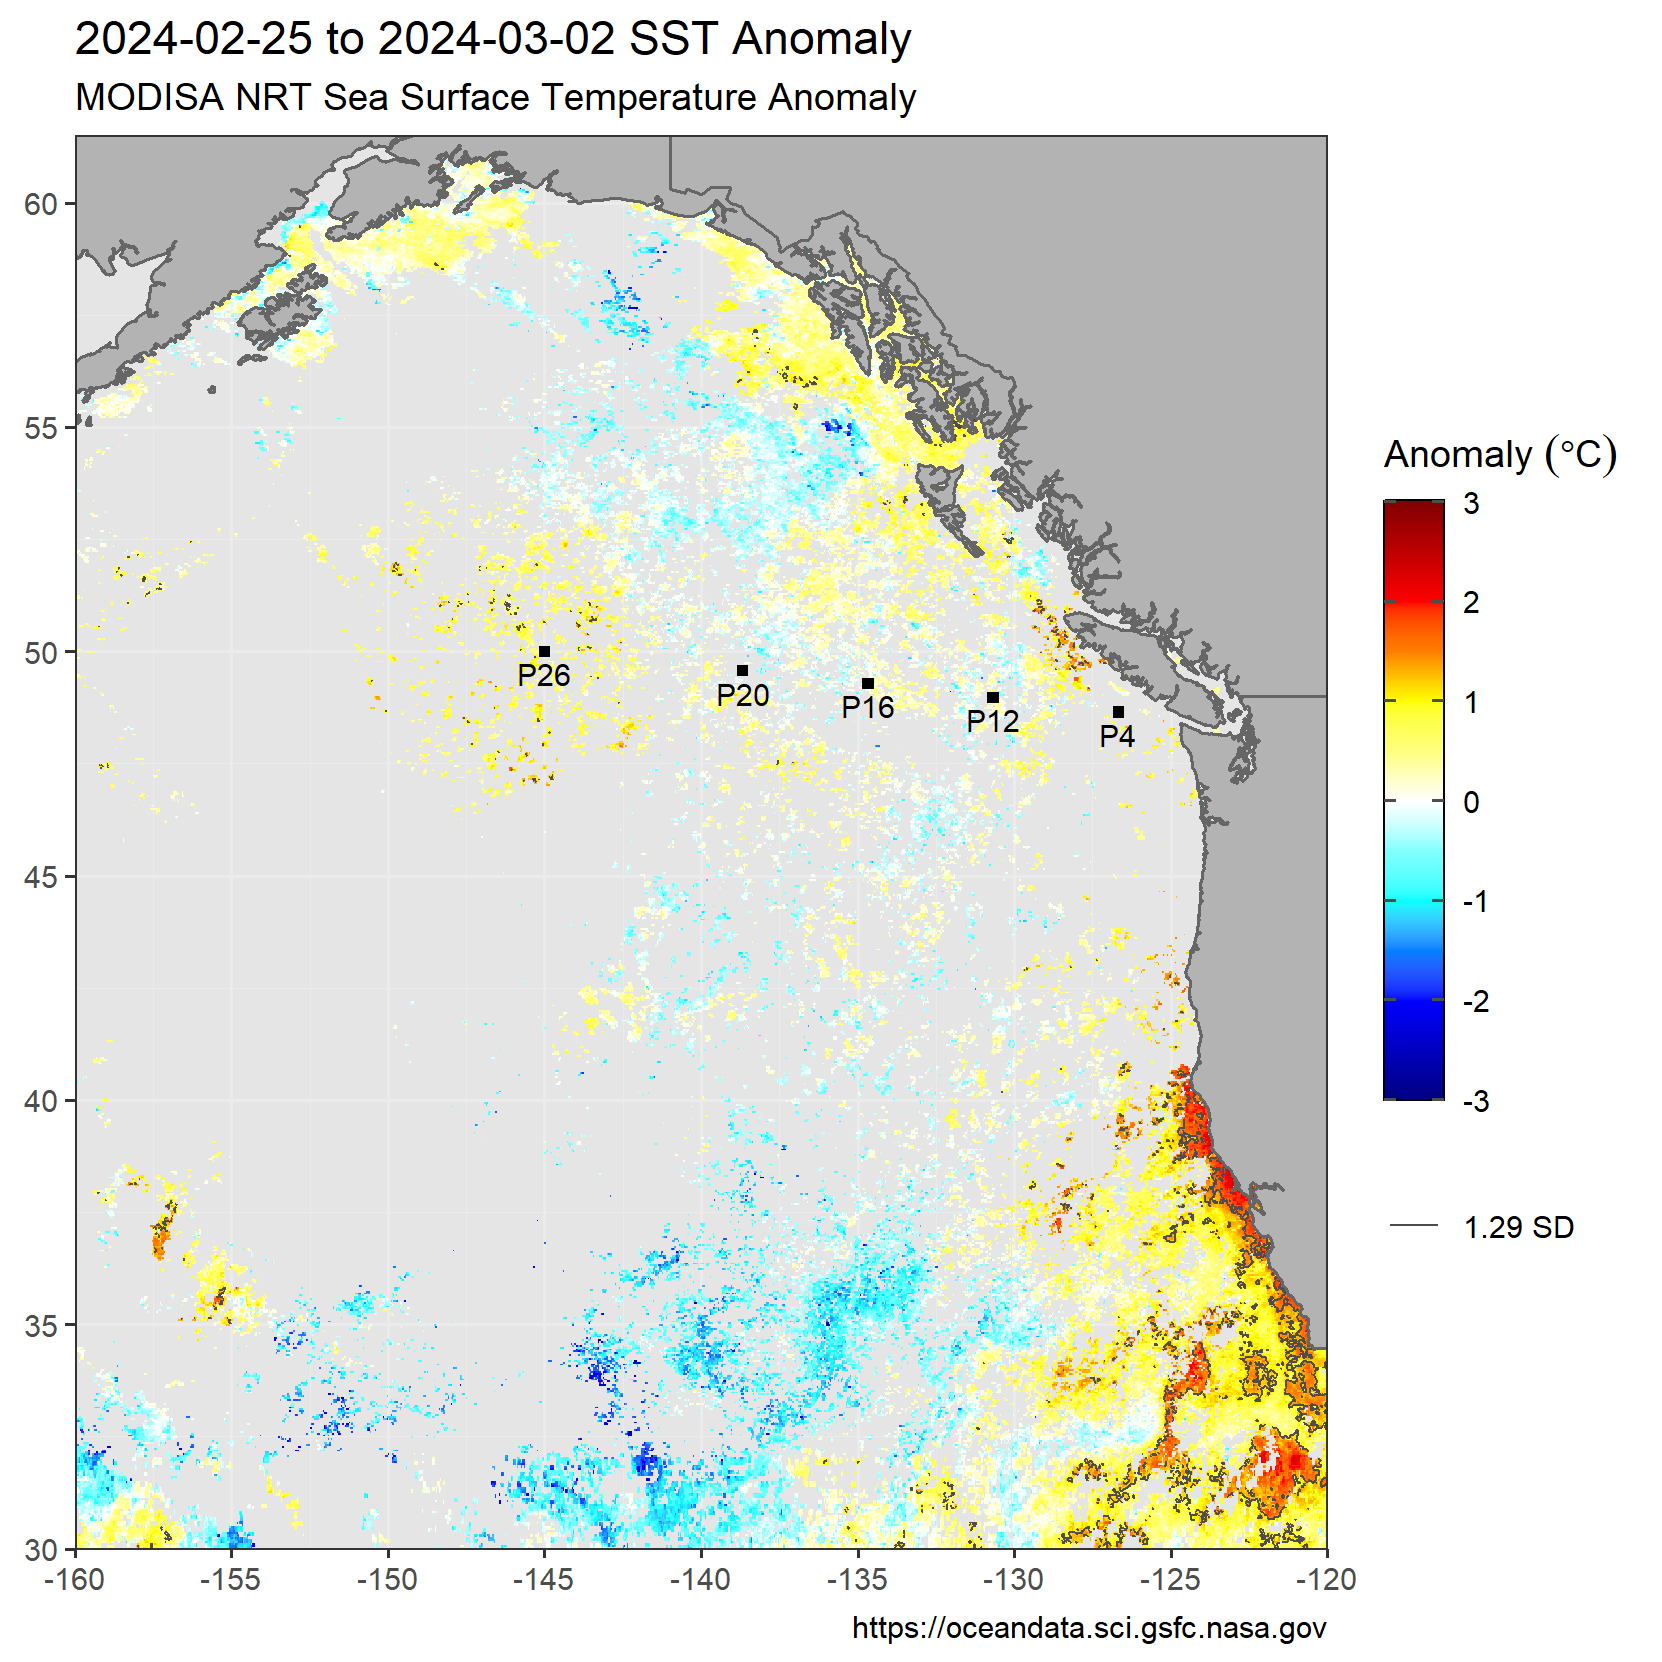 2024-02-25 to 2024-03-02 SST Anomaly
MODISA NRT Sea Surface Temperature Anomaly
60
55
50
45
40
35
30
-160
-155
-150
-145
-140
-135
-130
-125
-120
P26
P20
P16
P12
P4
Anomaly (°C)
3
2
1
0
-1
-2
-3
1.29 SD
https://oceandata.sci.gsfc.nasa.gov